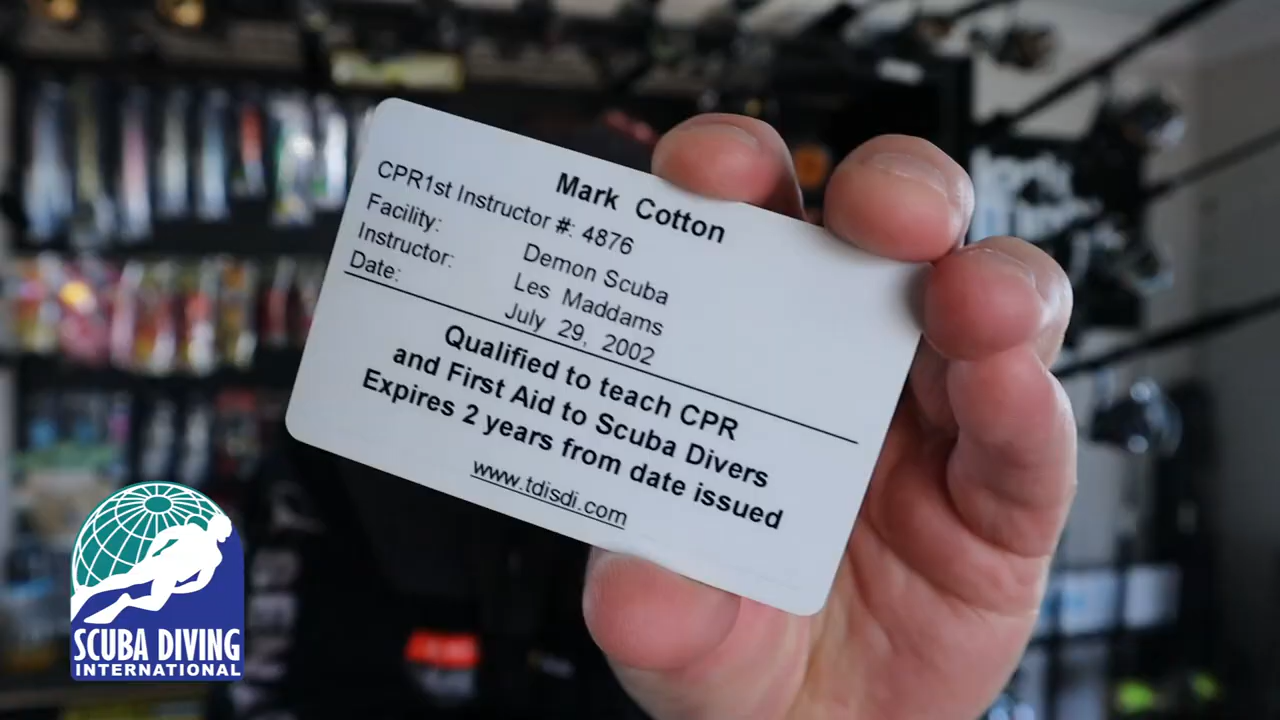 Mark Cotton
CPR1st Instructor #: 4876
Facility: Demon Scuba
Instructor: Les Maddams
Date: July 29, 2002
Qualified to teach CPR
and First Aid to Scuba Divers
Expires 2 years from date issued
www.tdisdi.com
SCUBA DIVING
INTERNATIONAL